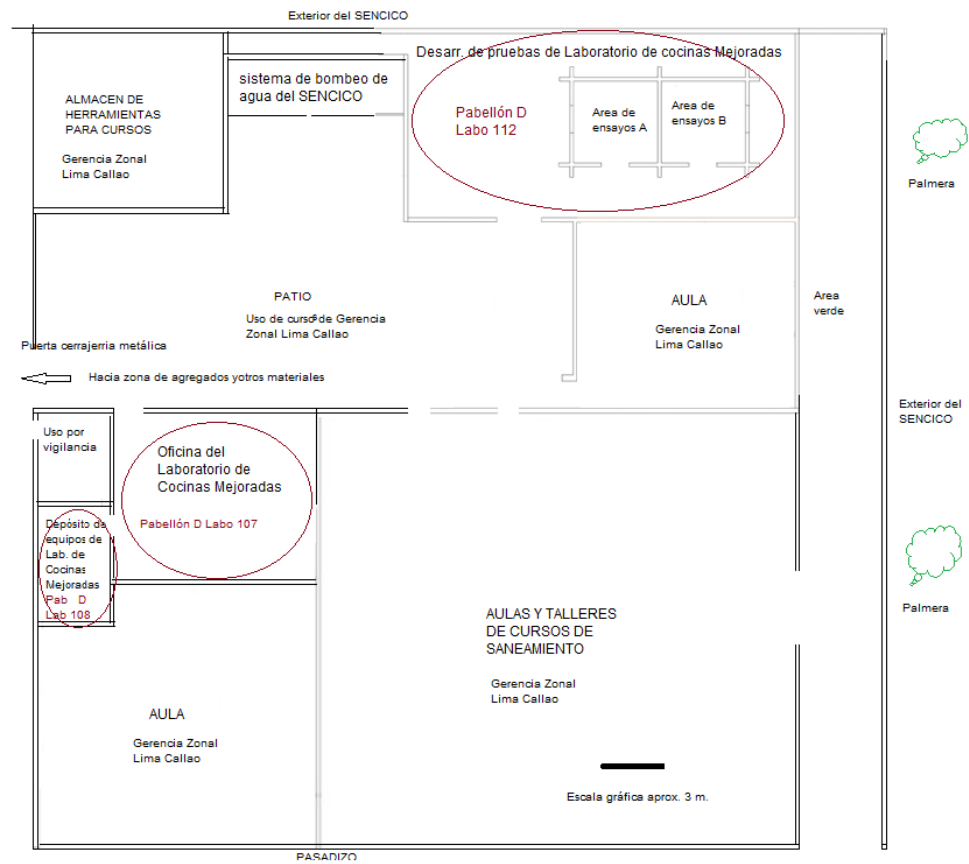 Exterior del SENCICO
Desarr. de pruebas de Laboratorio de cocinas Mejoradas
sistema de bombeo de
agua del SENCICO
ALMACEN DE
HERRAMIENTAS
PARA CURSOS
Gerencia Zonal
Lima Callao
Pabellón D
Labo 112
Area de
ensayos A
Area de
ensayos B
Palmera
PATIO
Uso de cursos de Gerencia
Zonal Lima Callao
AULA
Gerencia Zonal
Lima Callao
Area
verde
Puerta cerrajerria metálica
Hacia zona de agregados yotros materiales
Exterior del
SENCICO
Uso por
vigilancia
Oficina del
Laboratorio de
Cocinas Mejoradas
Pabellón D Labo 107
Depósito de
equipos de
Lab. de
Cocinas
Mejoradas
Pab D
Lab 108
Palmera
AULAS Y TALLERES
DE CURSOS DE
SANEAMIENTO
Gerencia Zonal
Lima Callao
AULA
Gerencia Zonal
Lima Callao
Escala gráfica aprox. 3 m.
PASADIZO